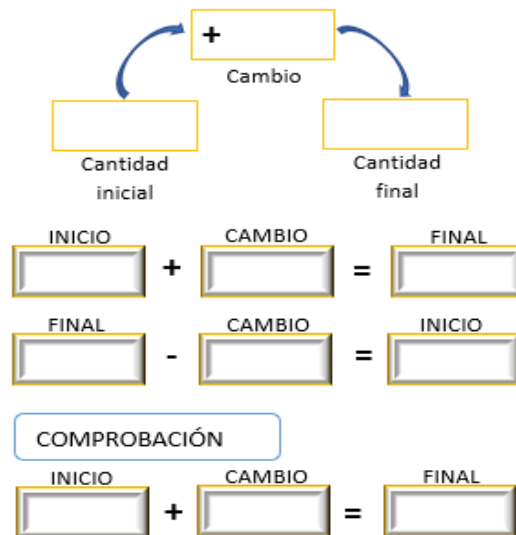 +
Cambio
Cantidad
inicial
Cantidad
final
INICIO CAMBIO FINAL
+ =
FINAL CAMBIO INICIO
- =
COMPROBACIÓN
INICIO CAMBIO FINAL
+ =